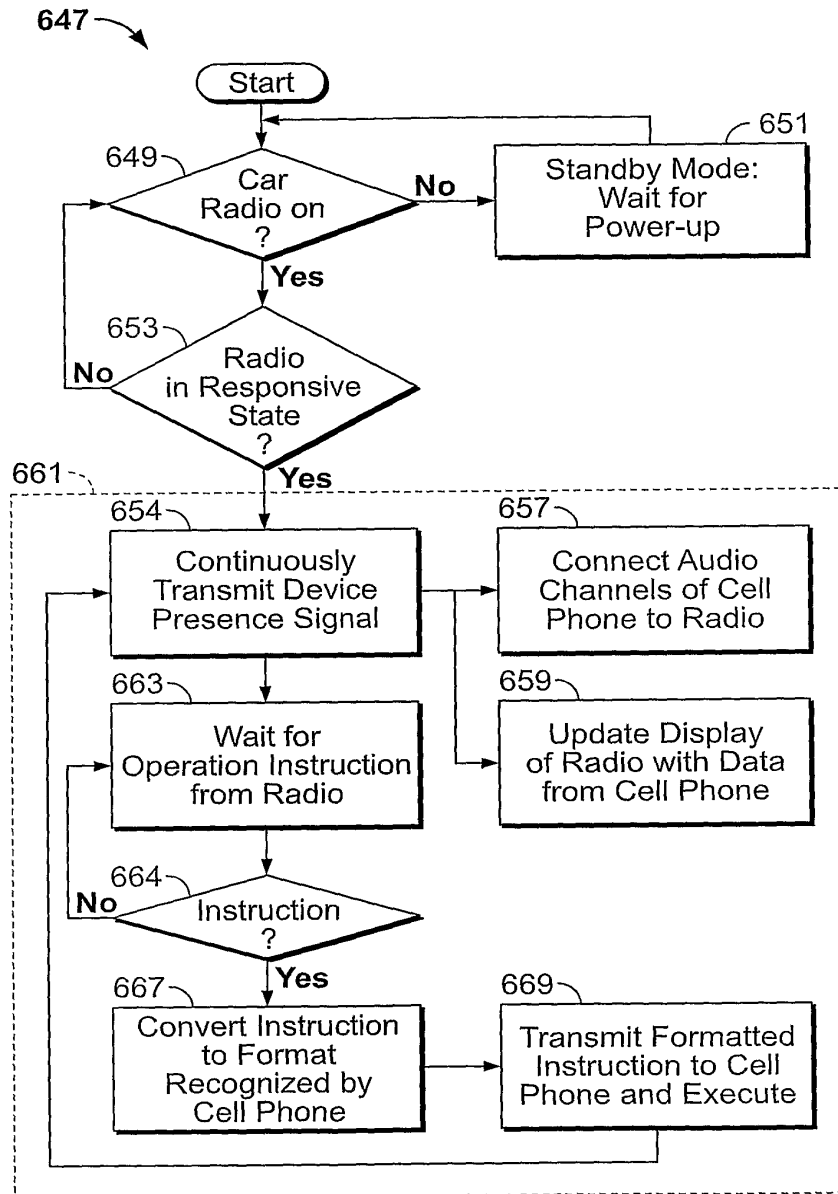 647
Start
651
649
Car
Radio on
?
No
Standby Mode:
Wait for
Power-up
Yes
653
Radio
in Responsive
State
?
No
Yes
661
654
Continuously
Transmit Device
Presence Signal
657
Connect Audio
Channels of Cell
Phone to Radio
663
Wait for
Operation Instruction
from Radio
659
Update Display
of Radio with Data
from Cell Phone
664
No
Instruction
?
Yes
667
Convert Instruction
to Format
Recognized by
Cell Phone
669
Transmit Formatted
Instruction to Cell
Phone and Execute